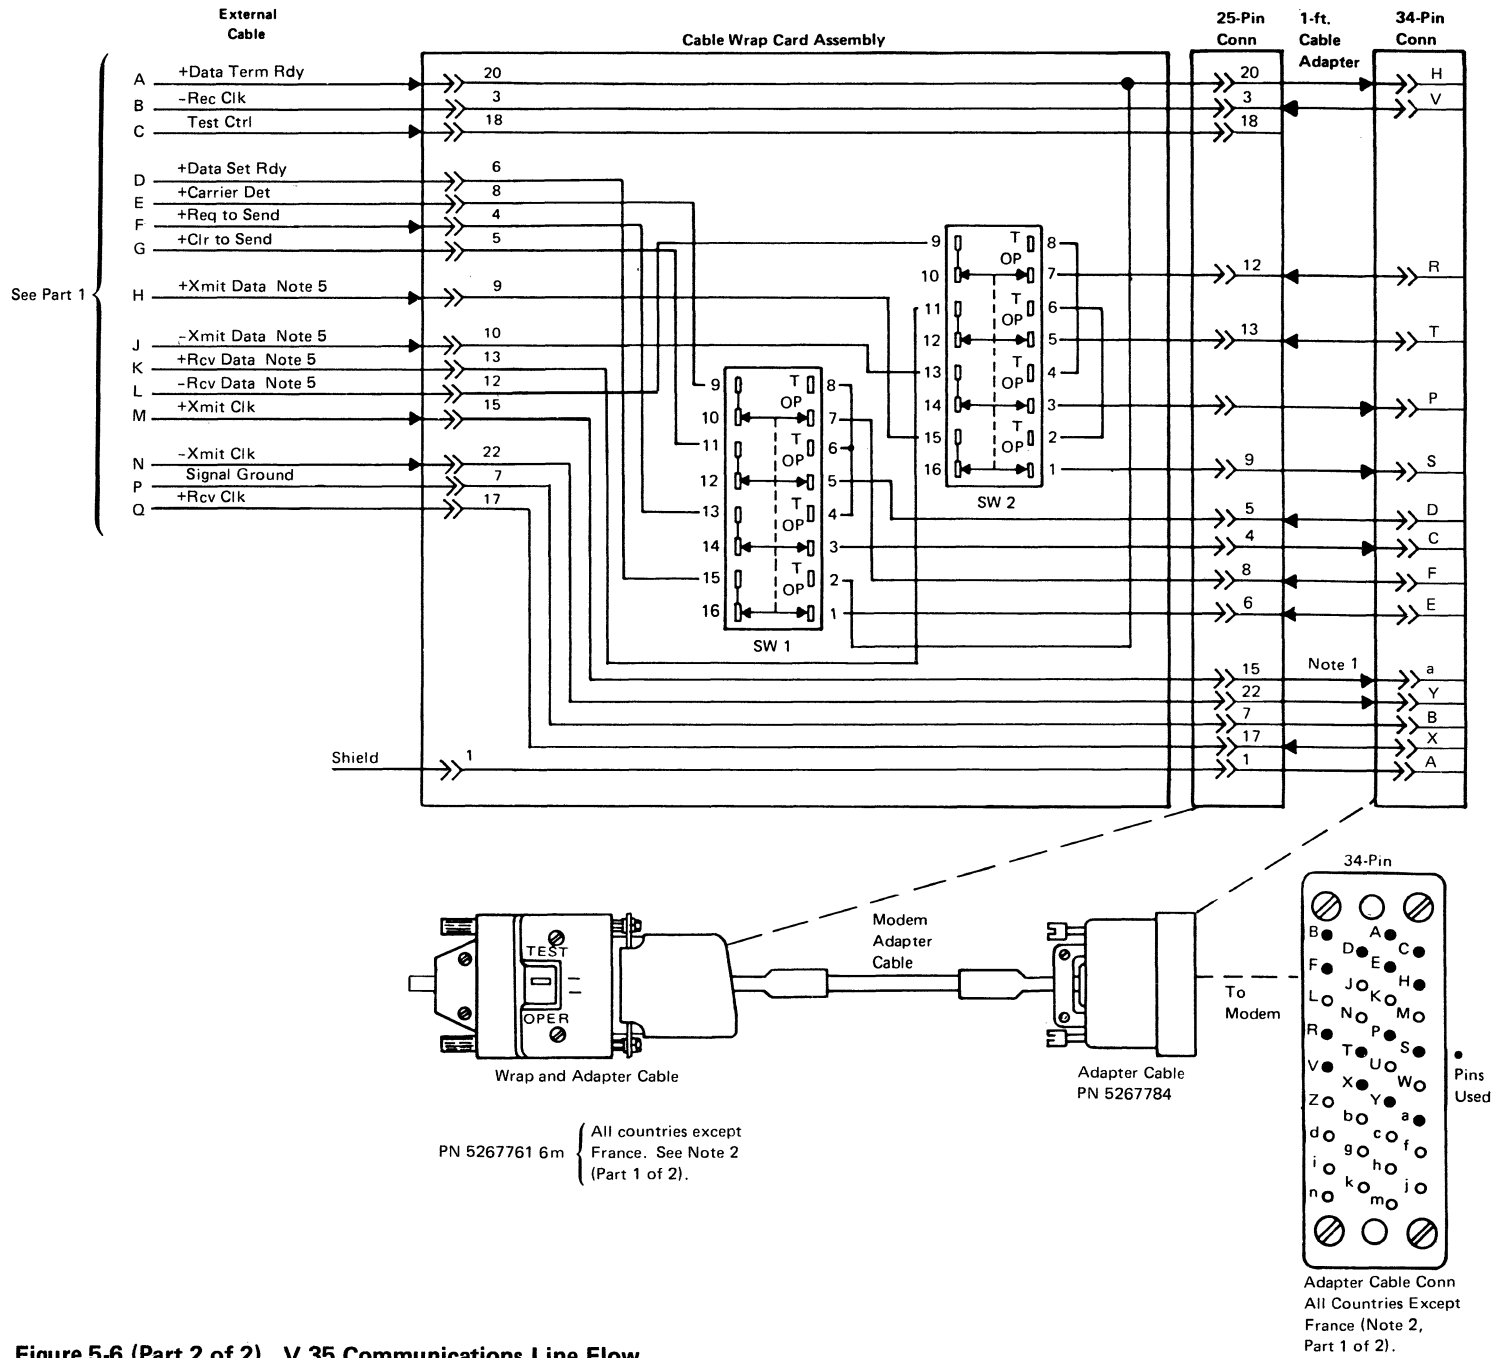 External
Cable
Cable Wrap Card Assembly
25-Pin
Conn
1-ft.
Cable
Adapter
34-Pin
Conn
A +Data Term Rdy 20 20 H
B -Rec Clk 3 3 V
C Test Ctrl 18 18
D +Data Set Rdy 6
E +Carrier Det 8
F +Req to Send 4
G +Clr to Send 5
See Part 1
H +Xmit Data Note 5 9
J -Xmit Data Note 5 10
K +Rcv Data Note 5 13
L -Rcv Data Note 5 12
M +Xmit Clk 15
N -Xmit Clk 22
P Signal Ground 7
Q +Rcv Clk 17
9 T 8
10 OP 7 12 R
11 T 6
12 OP 5 13 T
13 T 4
14 OP 3 P
15 T 2
16 OP 1 9 S
SW 2
9 T 8
10 OP 7
11 T 6
12 OP 5
13 T 4
14 OP 3
15 T 2
16 OP 1
SW 1
5 D
4 C
8 F
6 E
Note 1
15 a
22 Y
7 B
17 X
Shield 1 1 A
34-Pin
Modem
Adapter
Cable
TEST
OPER
To
Modem
Wrap and Adapter Cable
Adapter Cable
PN 5267784
PN 5267761 6m
All countries except
France. See Note 2
(Part 1 of 2).
B A
D C
F E
J H
L K
N M
R P
T S
V U
X W
Z Y
b a
d c
g f
i h
k j
n m
Pins
Used
Adapter Cable Conn
All Countries Except
France (Note 2,
Part 1 of 2).
Figure 5-6 (Part 2 of 2). V.35 Communications Line Flow